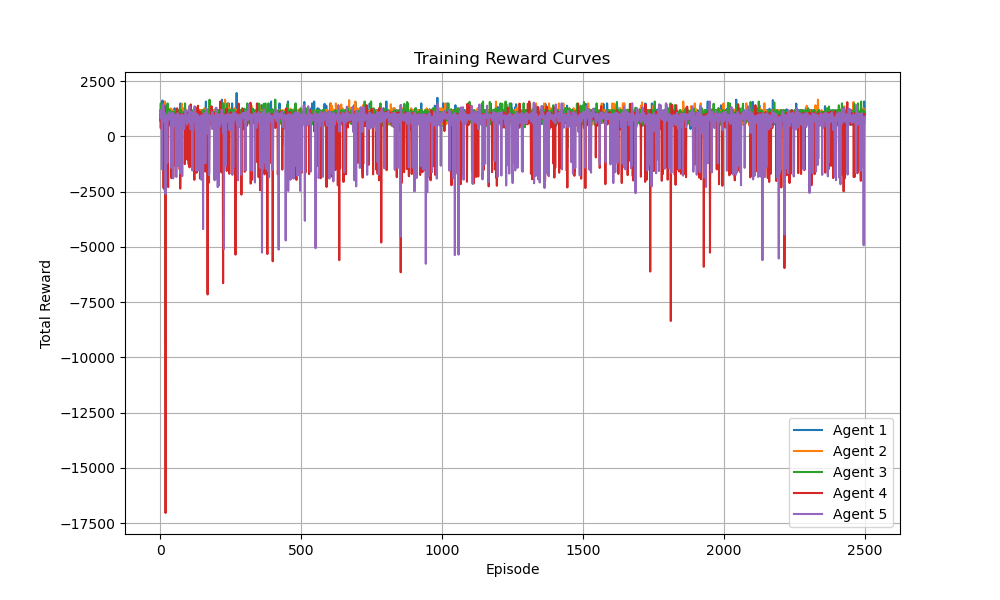 Training Reward Curves
2500
0
−2500
−5000
−7500
−10000
−12500
−15000
−17500
Total Reward
0
500
1000
1500
2000
2500
Episode
Agent 1
Agent 2
Agent 3
Agent 4
Agent 5